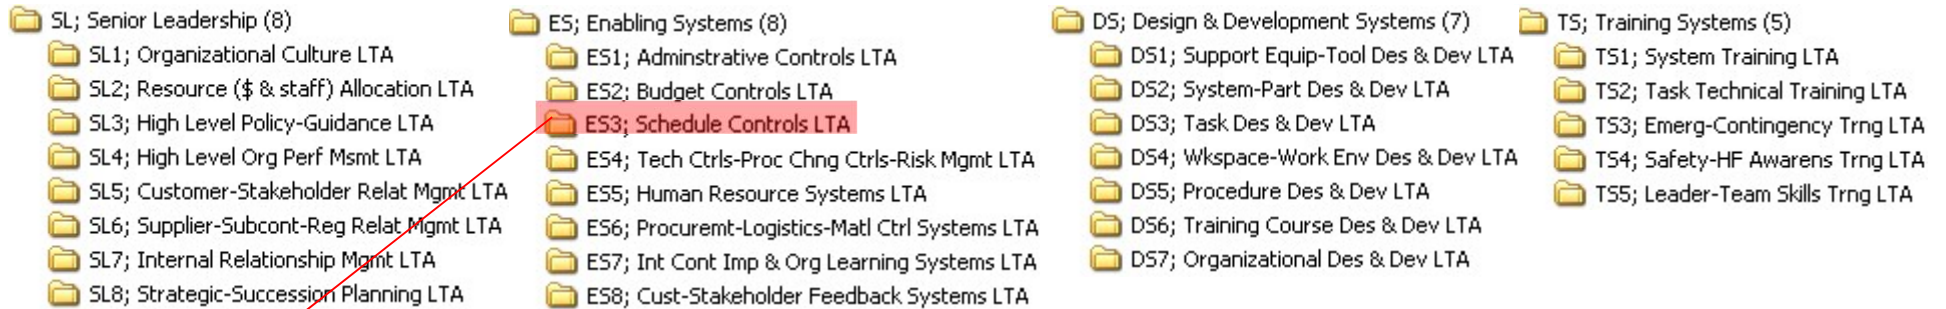 SL; Senior Leadership (8)
SL1; Organizational Culture LTA
SL2; Resource ($ & staff) Allocation LTA
SL3; High Level Policy-Guidance LTA
SL4; High Level Org Perf Msmt LTA
SL5; Customer-Stakeholder Relat Mgmt LTA
SL6; Supplier-Subcont-Reg Relat Mgmt LTA
SL7; Internal Relationship Mgmt LTA
SL8; Strategic-Succession Planning LTA
ES; Enabling Systems (8)
ES1; Adminstrative Controls LTA
ES2; Budget Controls LTA
ES3; Schedule Controls LTA
ES4; Tech Ctrls-Proc Chng Ctrls-Risk Mgmt LTA
ES5; Human Resource Systems LTA
ES6; Procuremt-Logistics-Matl Ctrl Systems LTA
ES7; Int Cont Imp & Org Learning Systems LTA
ES8; Cust-Stakeholder Feedback Systems LTA
DS; Design & Development Systems (7)
DS1; Support Equip-Tool Des & Dev LTA
DS2; System-Part Des & Dev LTA
DS3; Task Des & Dev LTA
DS4; Wkspace-Work Env Des & Dev LTA
DS5; Procedure Des & Dev LTA
DS6; Training Course Des & Dev LTA
DS7; Organizational Des & Dev LTA
TS; Training Systems (5)
TS1; System Training LTA
TS2; Task Technical Training LTA
TS3; Emerg-Contingency Trng LTA
TS4; Safety-HF Awarens Trng LTA
TS5; Leader-Team Skills Trng LTA